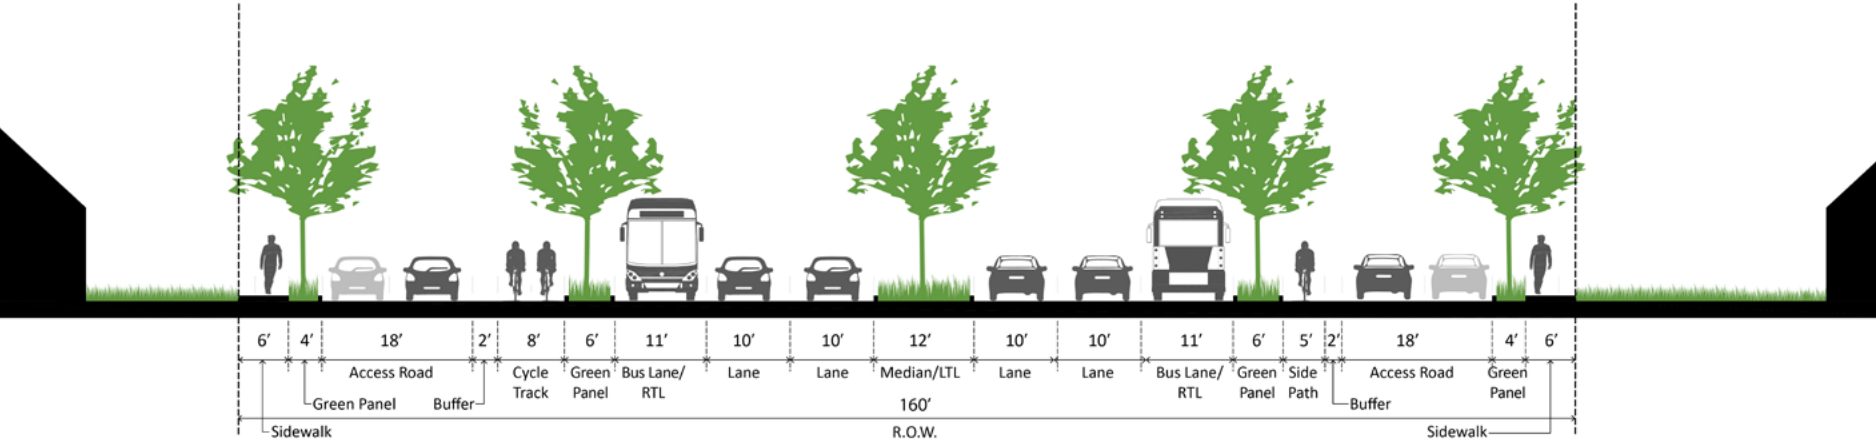 6’ 4’ 18’ 2’ 8’ 6’ 11’ 10’ 10’ 12’ 10’ 10’ 11’ 6’ 5’ 2’ 18’ 4’ 6’
Access Road Cycle Green Bus Lane/ Lane Lane Median/LTL Lane Lane Bus Lane/ Green Side Access Road Green
Track Panel RTL RTL Panel Path Panel
Green Panel Buffer 160’ Buffer
Sidewalk R.O.W. Sidewalk